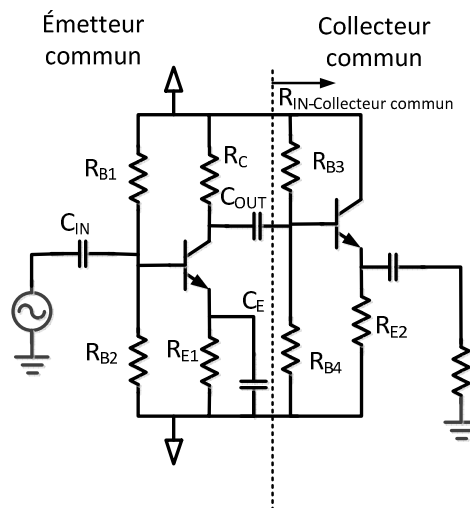 Émetteur
commun
Collecteur
commun
RIN-Collecteur commun
RB1
RC
RB3
COUT
CIN
CE
RB2
RE1
RB4
RE2